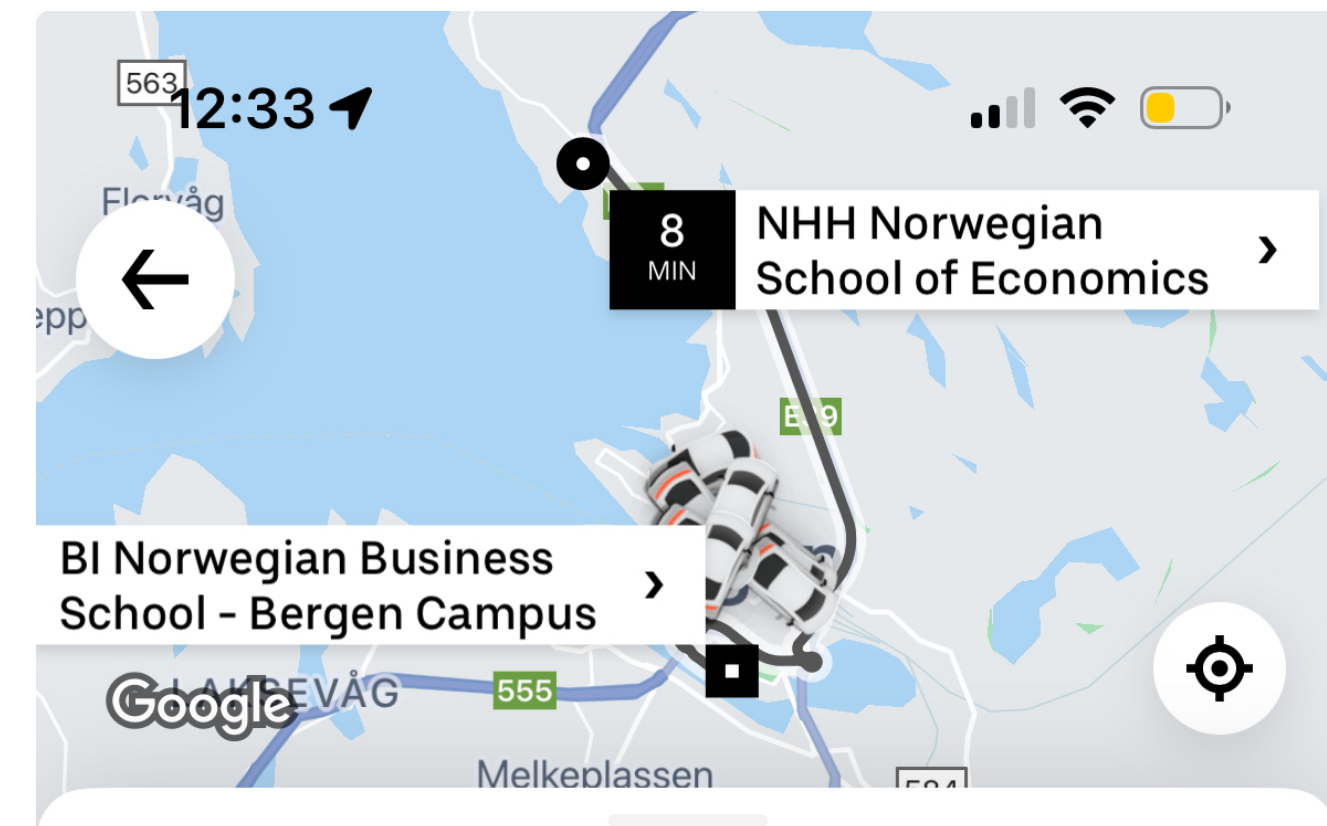 563
12:33
Florvåg
8
MIN
NHH Norwegian
School of Economics
E39
BI Norwegian Business
School - Bergen Campus
Google
LAKSEVÅG
555
Melkeplassen